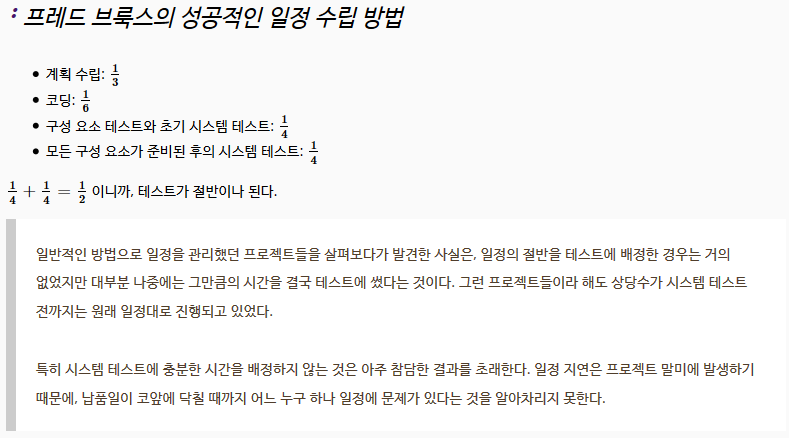 : 프레드 브룩스의 성공적인 일정 수립 방법
• 계획 수립: 1/3
• 코딩: 1/6
• 구성 요소 테스트와 초기 시스템 테스트: 1/4
• 모든 구성 요소가 준비된 후의 시스템 테스트: 1/4
1/4 + 1/4 = 1/2 이니까, 테스트가 절반이나 된다.
일반적인 방법으로 일정을 관리했던 프로젝트들을 살펴보다가 발견한 사실은, 일정의 절반을 테스트에 배정한 경우는 거의
없었지만 대부분 나중에는 그만큼의 시간을 결국 테스트에 썼다는 것이다. 그런 프로젝트들이라 해도 상당수가 시스템 테스트
전까지는 원래 일정대로 진행되고 있었다.
특히 시스템 테스트에 충분한 시간을 배정하지 않는 것은 아주 참담한 결과를 초래한다. 일정 지연은 프로젝트 말미에 발생하기
때문에, 납품일이 코앞에 닥칠 때까지 어느 누구 하나 일정에 문제가 있다는 것을 알아차리지 못한다.